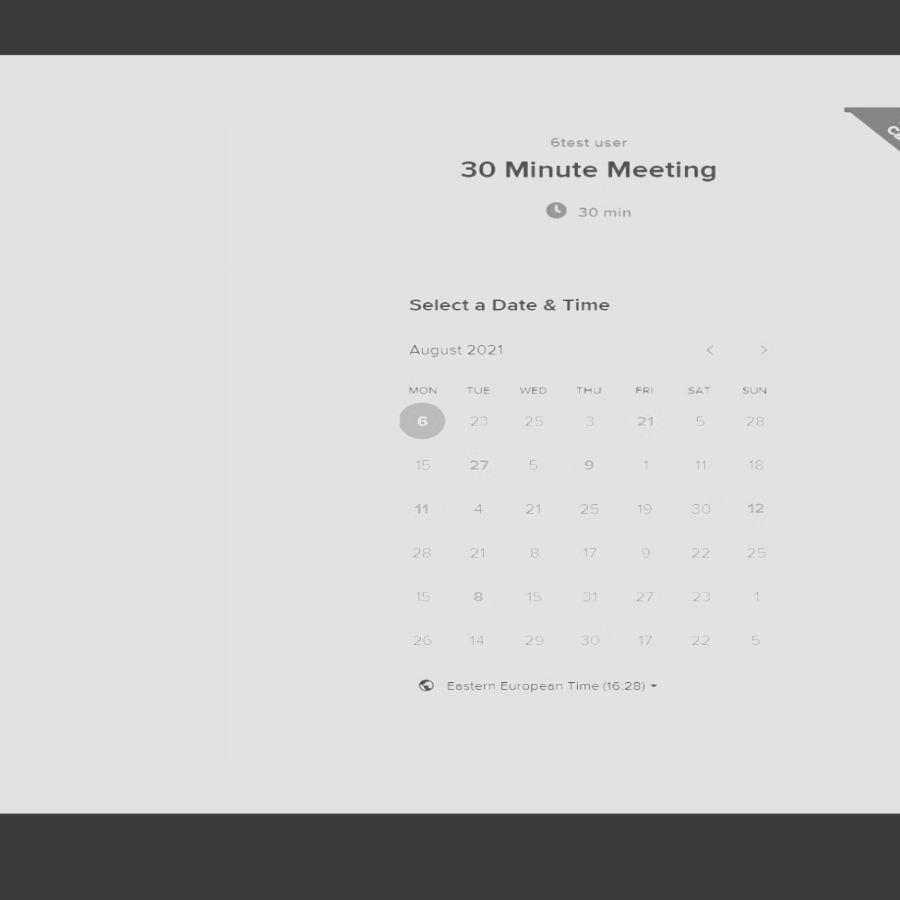 6test user
30 Minute Meeting
30 min
Select a Date & Time
August 2021
MON TUE WED THU FRI SAT SUN
6 23 25 3 21 5 28
15 27 5 9 1 11 18
11 4 21 25 19 30 12
28 21 8 17 9 22 25
15 8 15 31 27 23 1
26 14 29 30 17 22 5
Eastern European Time (16:28)